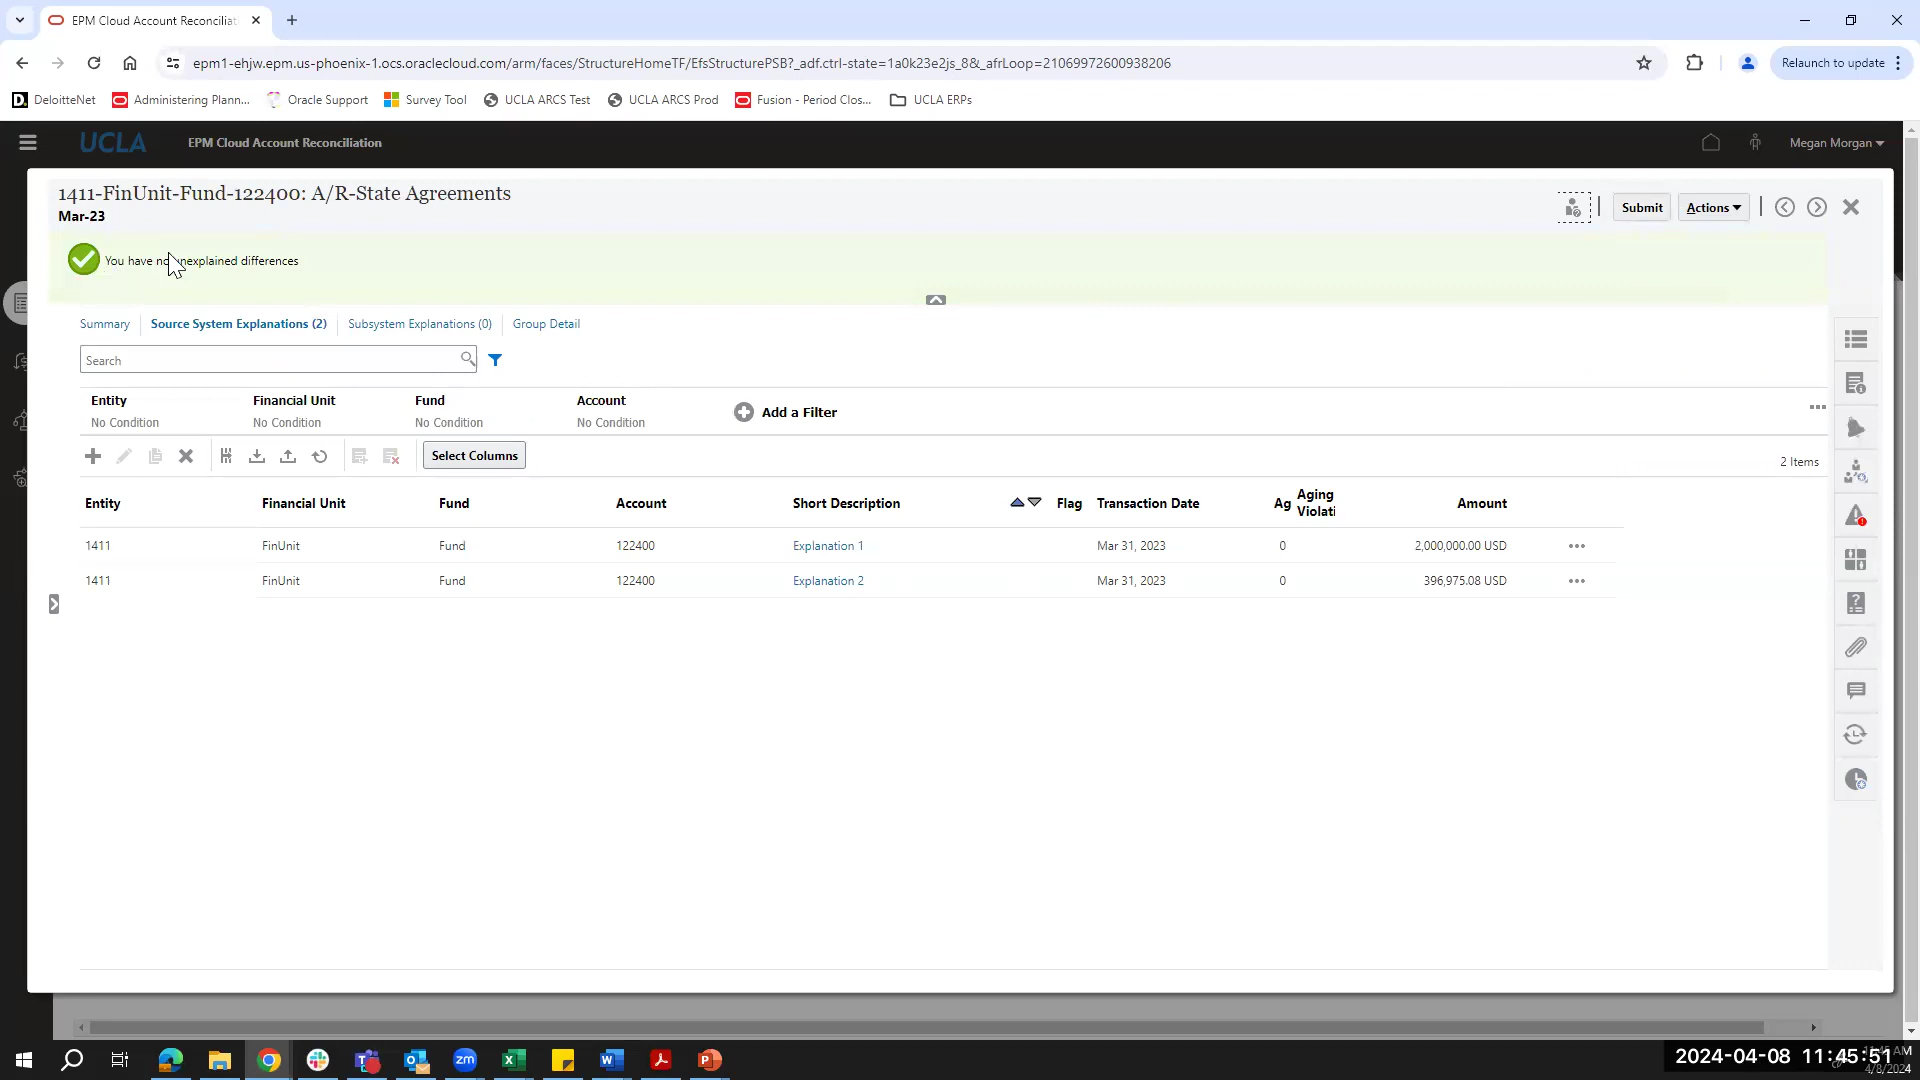 EPM Cloud Account Reconciliat
epm1-ehjw.epm.us-phoenix-1.ocs.oraclecloud.com/arm/faces/StructureHomeTF/EfsStructurePSB?_adf.ctrl-state=1a0k23e2js_8&_afrLoop=21069972600938206
Relaunch to update
DeloitteNet
Administering Plann...
Oracle Support
Survey Tool
UCLA ARCS Test
UCLA ARCS Prod
Fusion - Period Clos...
UCLA ERPs
UCLA
EPM Cloud Account Reconciliation
Megan Morgan
1411-FinUnit-Fund-122400: A/R-State Agreements
Mar-23
Submit
Actions
You have no unexplained differences
Summary
Source System Explanations (2)
Subsystem Explanations (0)
Group Detail
Search
Entity Financial Unit Fund Account
No Condition No Condition No Condition No Condition
Add a Filter
Select Columns
2 Items
Entity Financial Unit Fund Account Short Description Flag Transaction Date Ag Aging Violati Amount
1411 FinUnit Fund 122400 Explanation 1 Mar 31, 2023 0 2,000,000.00 USD
1411 FinUnit Fund 122400 Explanation 2 Mar 31, 2023 0 396,975.08 USD
zm
2024-04-08 11:45:51
AM
4/8/2024